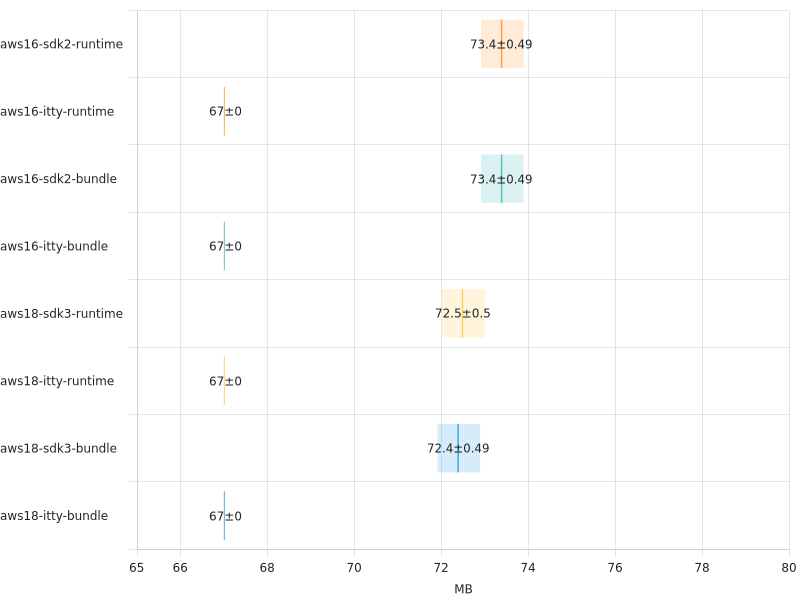 aws16-sdk2-runtime 73.4±0.49
aws16-itty-runtime 67±0
aws16-sdk2-bundle 73.4±0.49
aws16-itty-bundle 67±0
aws18-sdk3-runtime 72.5±0.5
aws18-itty-runtime 67±0
aws18-sdk3-bundle 72.4±0.49
aws18-itty-bundle 67±0
65 66 68 70 72 74 76 78 80
MB